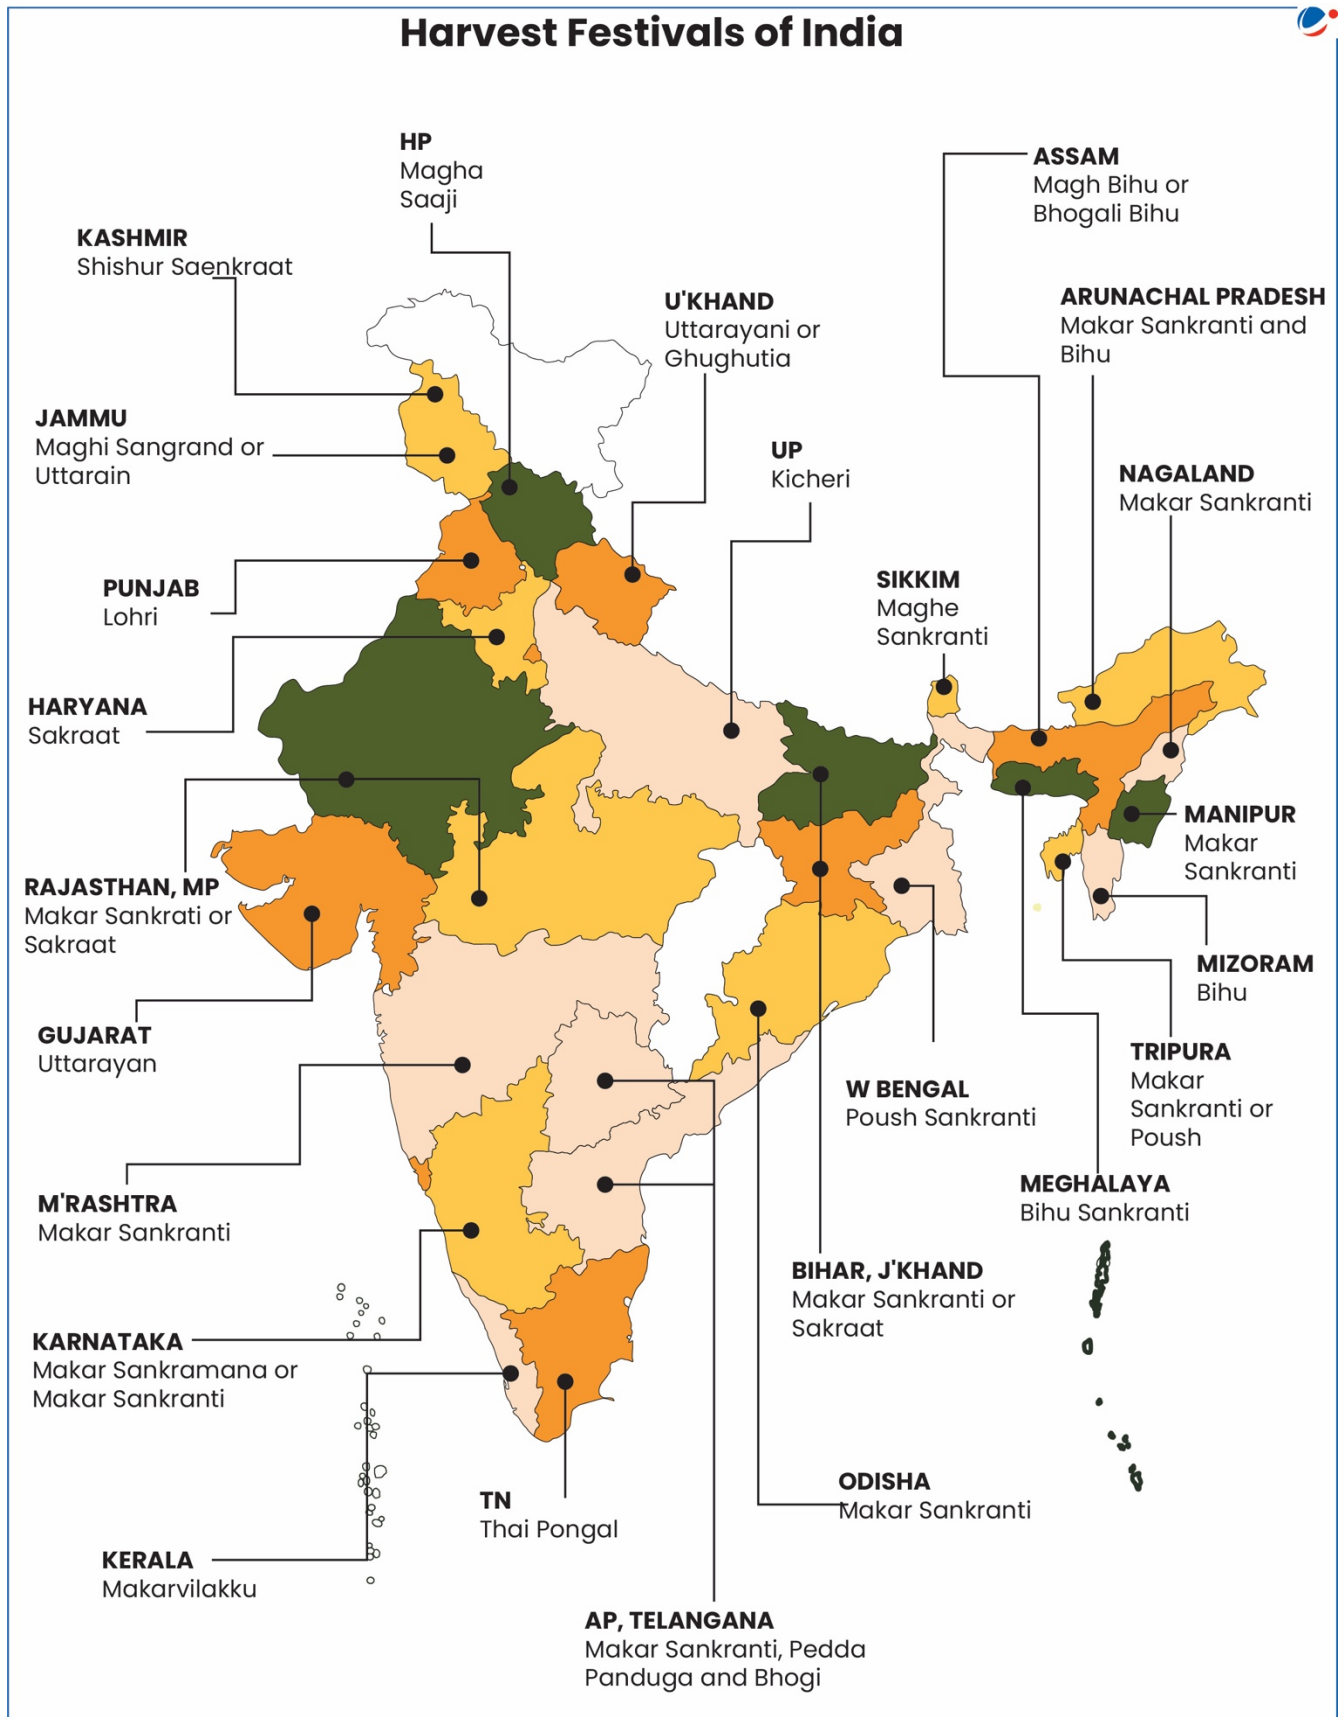 Harvest Festivals of India
HP
Magha
Saaji
ASSAM
Magh Bihu or
Bhogali Bihu
KASHMIR
Shishur Saenkraat
U'KHAND
Uttarayani or
Ghughutia
ARUNACHAL PRADESH
Makar Sankranti and
Bihu
JAMMU
Maghi Sangrand or
Uttarain
UP
Kicheri
NAGALAND
Makar Sankranti
PUNJAB
Lohri
SIKKIM
Maghe
Sankranti
HARYANA
Sakraat
MANIPUR
Makar
Sankranti
RAJASTHAN, MP
Makar Sankrati or
Sakraat
MIZORAM
Bihu
GUJARAT
Uttarayan
TRIPURA
Makar
Sankranti or
Poush
W BENGAL
Poush Sankranti
M'RASHTRA
Makar Sankranti
MEGHALAYA
Bihu Sankranti
BIHAR, J'KHAND
Makar Sankranti or
Sakraat
KARNATAKA
Makar Sankramana or
Makar Sankranti
ODISHA
Makar Sankranti
TN
Thai Pongal
KERALA
Makarvilakku
AP, TELANGANA
Makar Sankranti, Pedda
Panduga and Bhogi